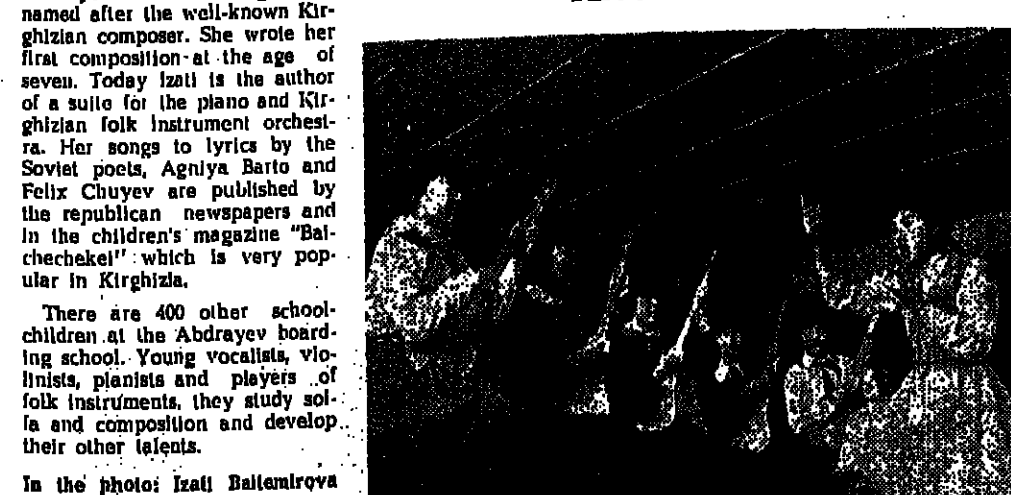 named after the well-known Kir-
ghizian composer. She wrote her
first composition at the age of
seven. Today Izati is the author
of a suite for the piano and Kir-
ghizian folk instrument orchest-
ra. Her songs to lyrics by the
Soviet poets, Agniya Barto and
Felix Chuyev are published by
the republican newspapers and
in the children's magazine "Bai-
chechekei" which is very pop-
ular in Kirghizia.
There are 400 other school-
children at the Abdrayev board-
ing school. Young vocalists, vio-
linists, pianists and players of
folk instruments, they study sol-
fa and composition and develop
their other talents.
In the photo: Izati Baitemirova